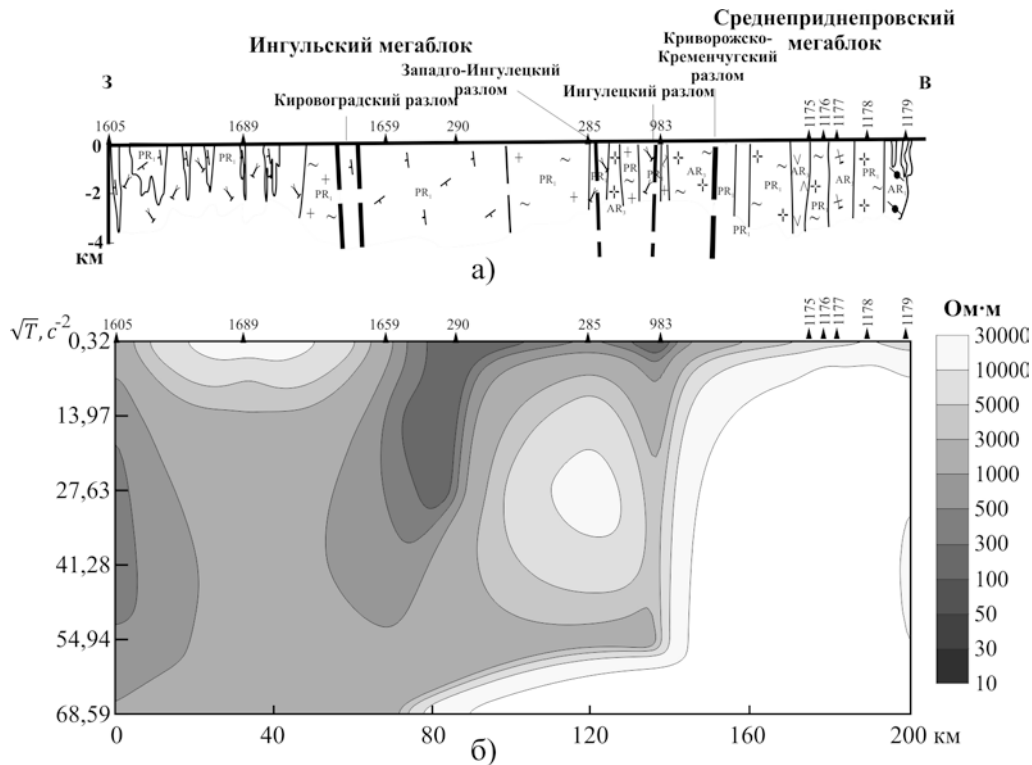 Среднеприднепровский
мегаблок
Ингульский мегаблок
Криворожско-
Кременчугский
разлом
Западго-Ингулецкий
разлом
З
Кировоградский разлом
Ингулецкий разлом
В
1605 1689 1659 290 285 983 1175 1176 1177 1178 1179
0
-2
-4
км
а)
√T, c⁻²
1605 1689 1659 290 285 983 1175 1176 1177 1178 1179
Ом·м
0,32
13,97
27,63
41,28
54,94
68,59
30000
10000
5000
3000
1000
500
300
100
50
30
10
0 40 80 120 160 200 км
б)